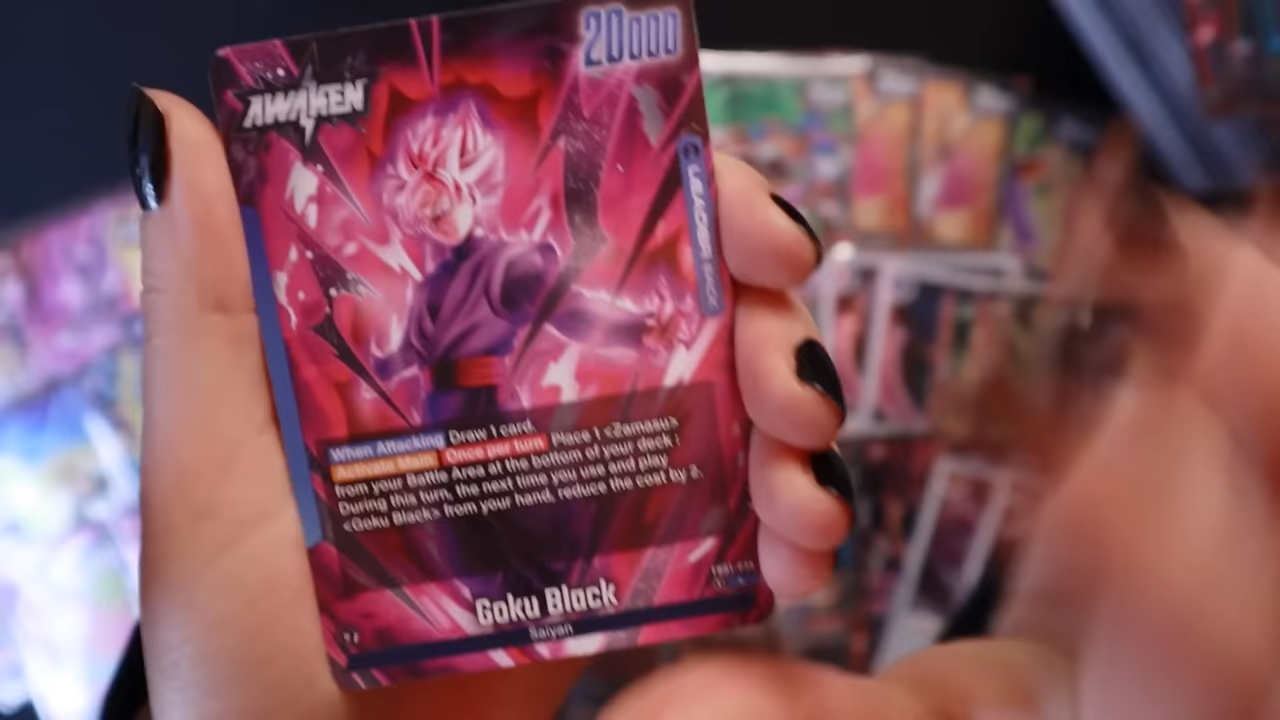 20000
AWAKEN
LEADER
When Attacking Draw 1 card.
Activate Main Once per turn Place 1 <Zamasu>
from your Battle Area at the bottom of your deck :
During this turn, the next time you use and play
<Goku Black> from your hand, reduce the cost by 2.
Goku Black
Saiyan